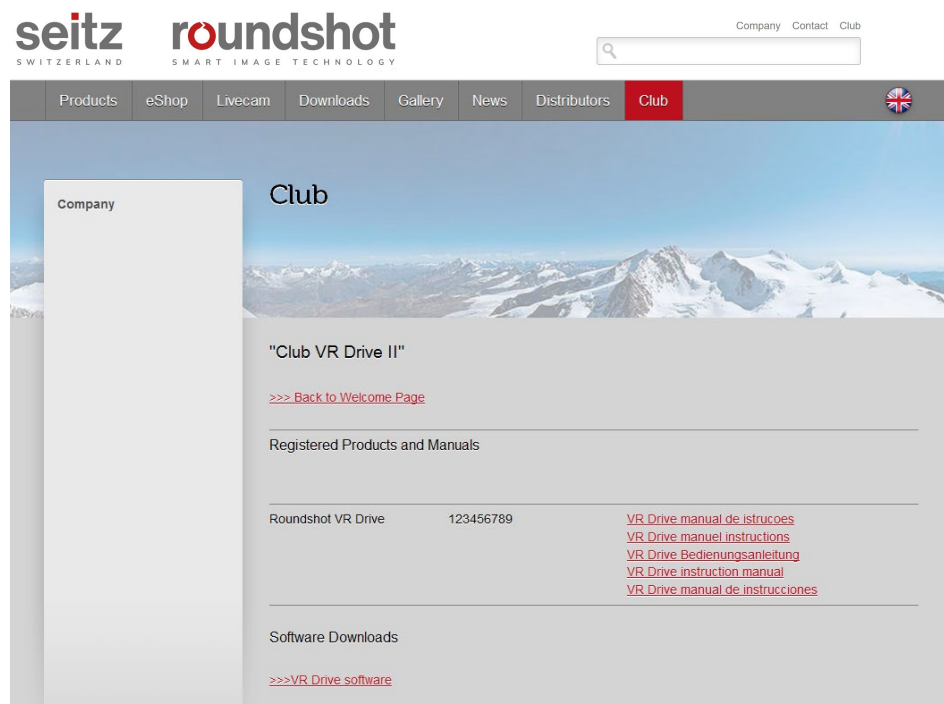 seitz
SWITZERLAND
roundshot
SMART IMAGE TECHNOLOGY
Company Contact Club
Products eShop Livecam Downloads Gallery News Distributors Club
Company
Club
"Club VR Drive II"
>>> Back to Welcome Page
Registered Products and Manuals
Roundshot VR Drive 123456789 VR Drive manual de istrucoes
VR Drive manuel instructions
VR Drive Bedienungsanleitung
VR Drive instruction manual
VR Drive manual de instrucciones
Software Downloads
>>>VR Drive software